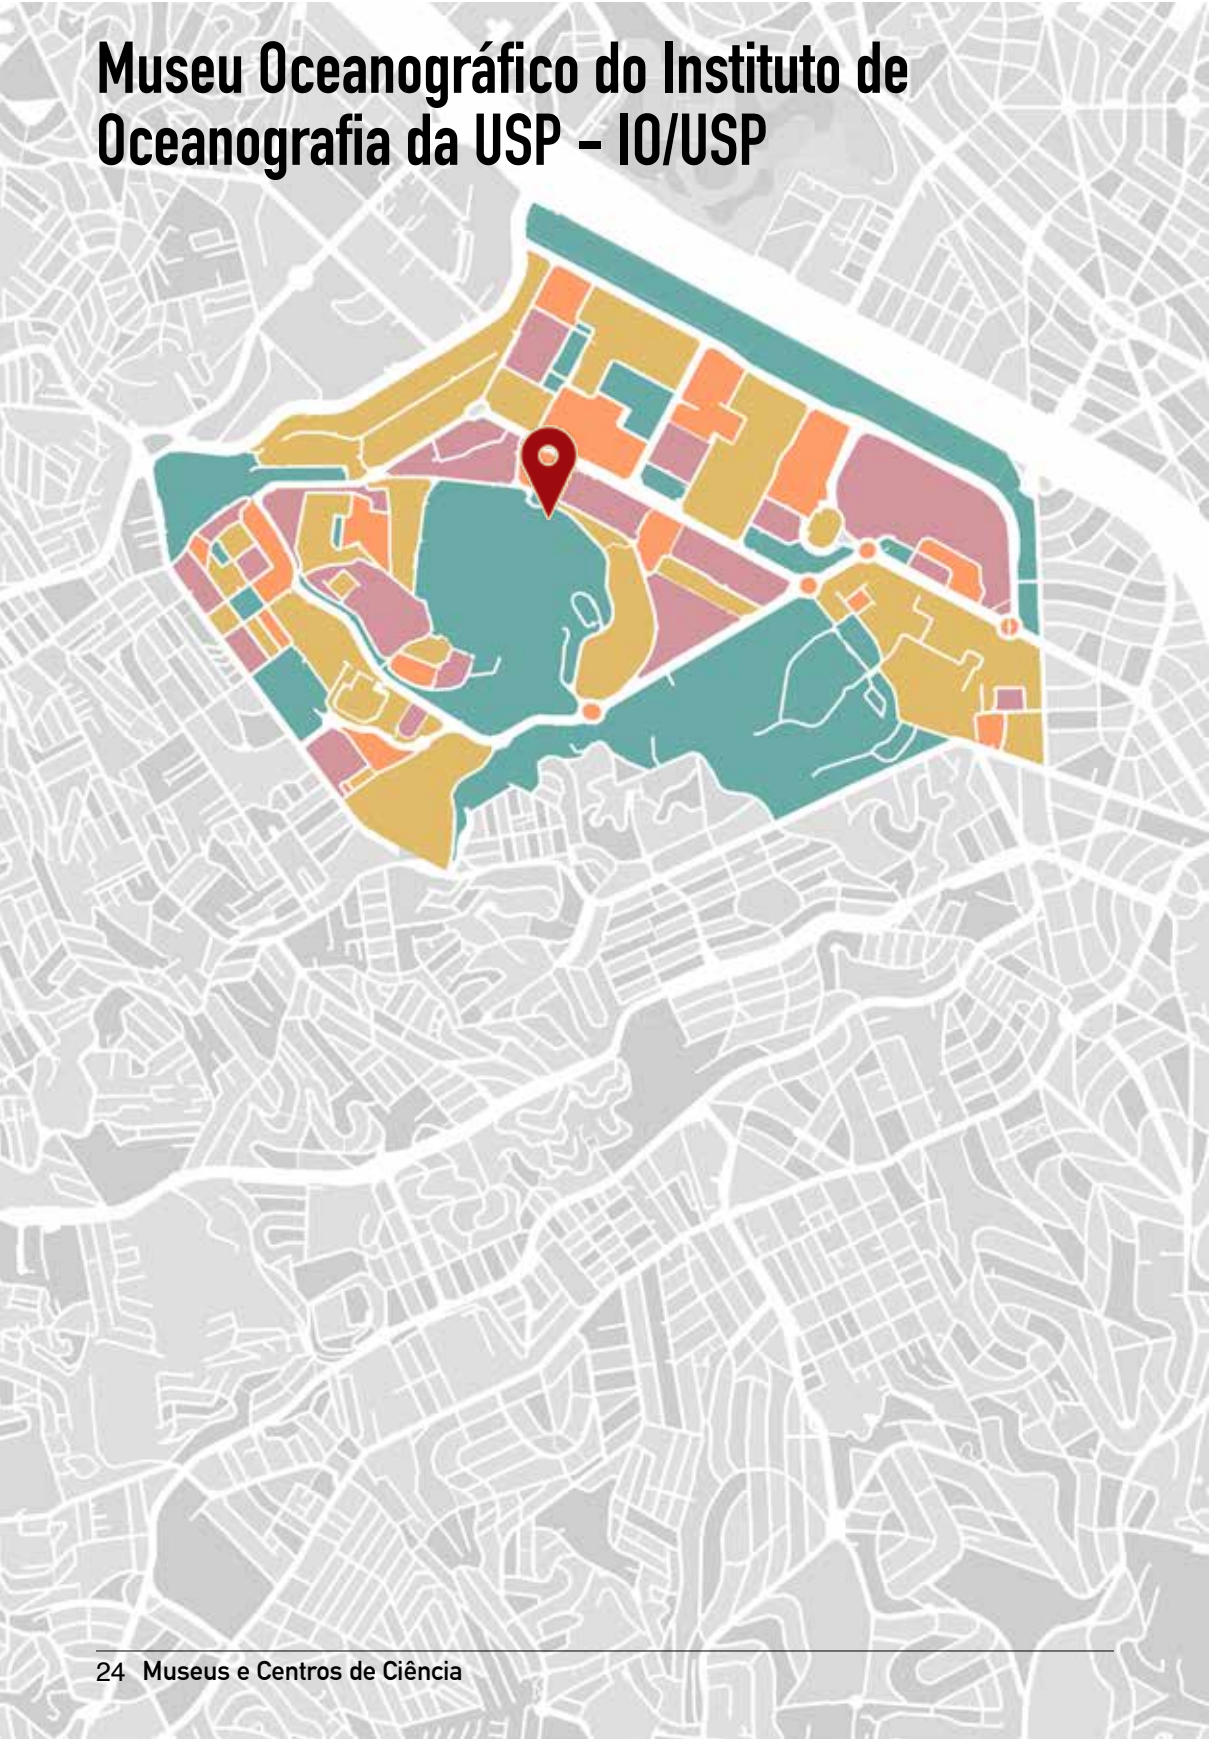 Museu Oceanográfico do Instituto de
Oceanografia da USP – IO/USP
24 Museus e Centros de Ciência